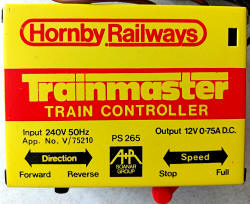 Hornby Railways
Trainmaster
TRAIN CONTROLLER
Input 240V 50Hz
App. No. V/75210
PS 265
Output 12V 0·75A D.C.
SOANAR
GROUP
Direction
Speed
Forward Reverse
Stop Full